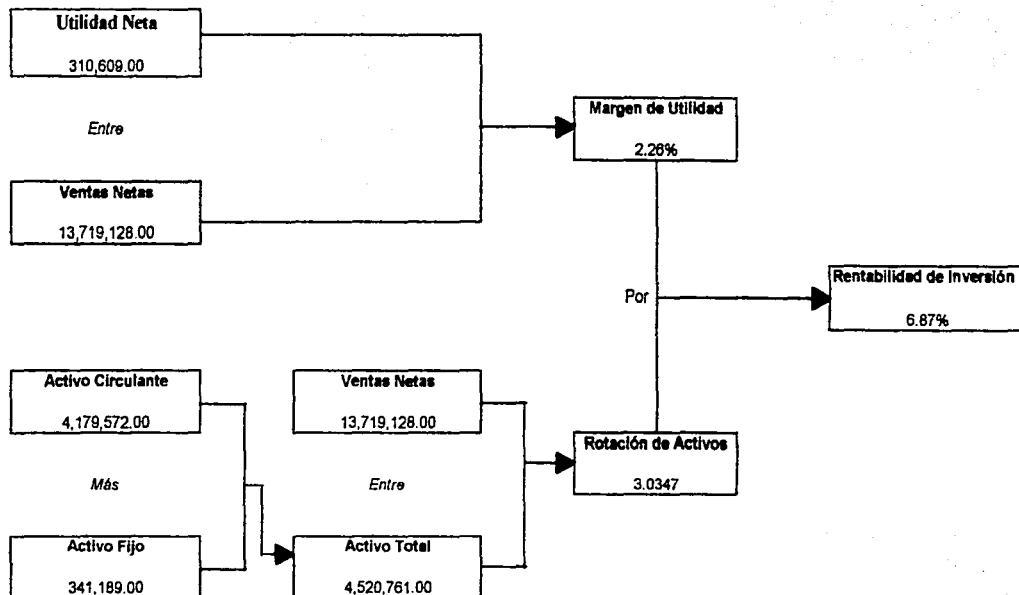 Utilidad Neta
310,609.00
Entre
Ventas Netas
13,719,128.00
Margen de Utilidad
2.26%
Por
Rentabilidad de Inversión
6.87%
Activo Circulante
4,179,572.00
Más
Activo Fijo
341,189.00
Ventas Netas
13,719,128.00
Entre
Activo Total
4,520,761.00
Rotación de Activos
3.0347